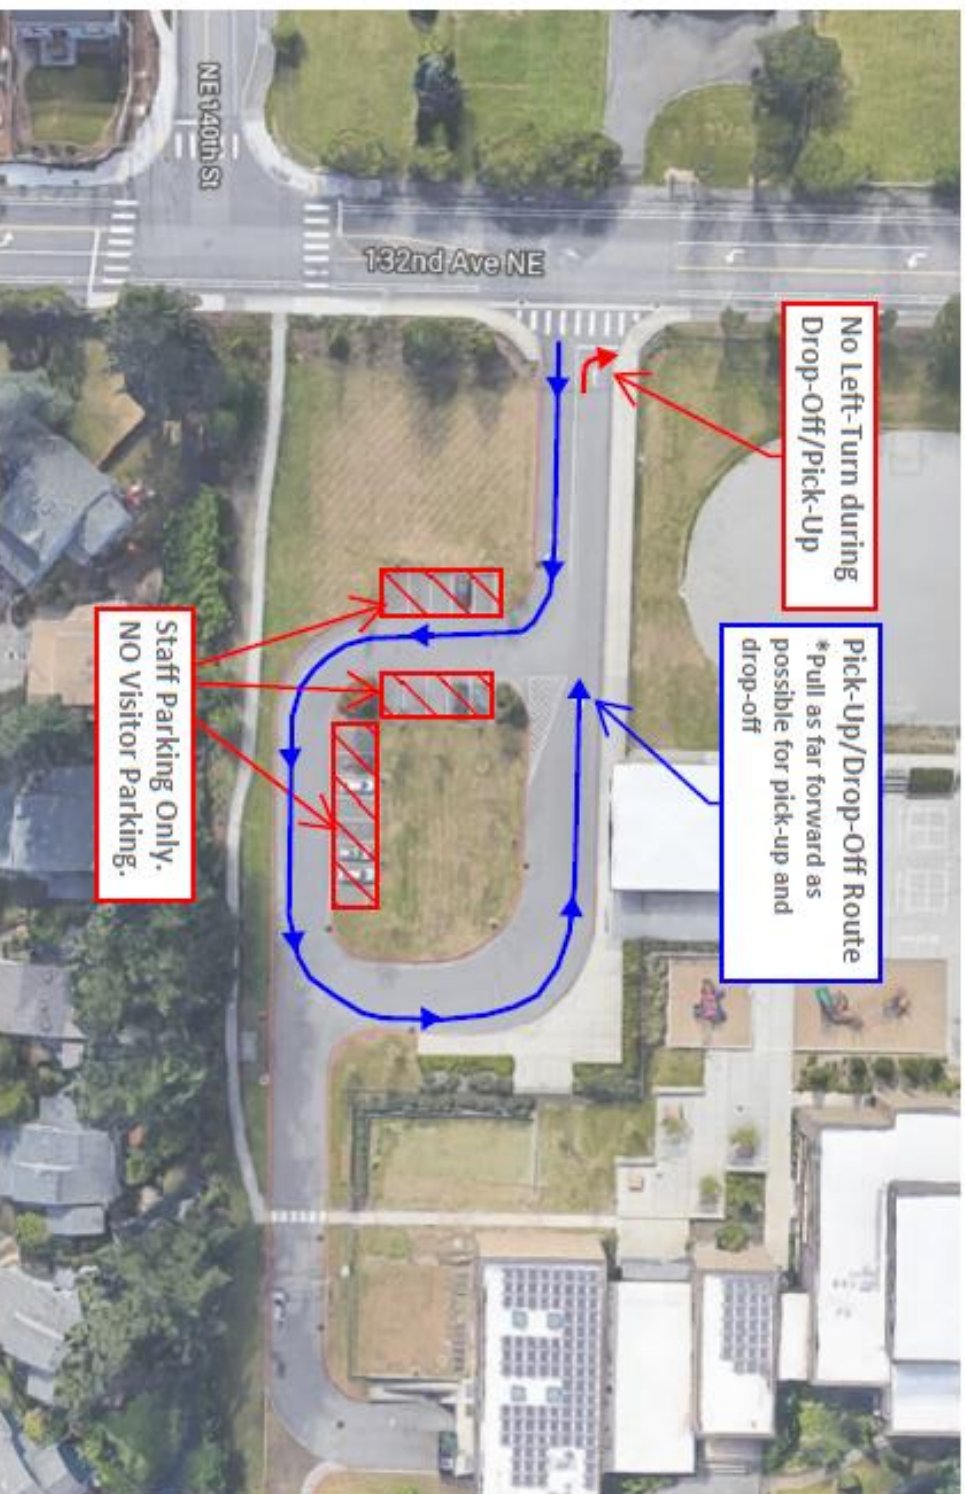 No Left-Turn during
Drop-Off/Pick-Up
Pick-Up/Drop-Off Route
*Pull as far forward as
possible for pick-up and
drop-off
132nd Ave NE
NE 140th St
Staff Parking Only.
NO Visitor Parking.